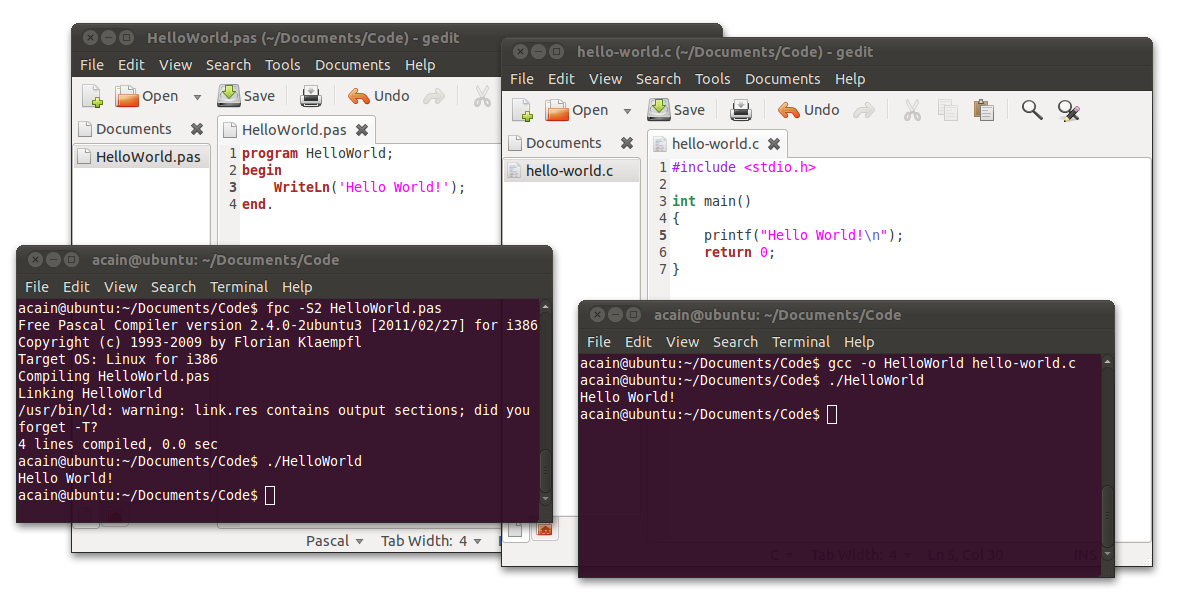 HelloWorld.pas (~/Documents/Code) - gedit
File Edit View Search Tools Documents Help
Open Save Undo
Documents
HelloWorld.pas
HelloWorld.pas
1 program HelloWorld;
2 begin
3     WriteLn('Hello World!');
4 end.
Pascal Tab Width: 4
hello-world.c (~/Documents/Code) - gedit
File Edit View Search Tools Documents Help
Open Save Undo
Documents
hello-world.c
hello-world.c
1 #include <stdio.h>
2
3 int main()
4 {
5     printf("Hello World!\n");
6     return 0;
7 }
C Tab Width: 4 Ln 5, Col 30 INS
acain@ubuntu: ~/Documents/Code
File Edit View Search Terminal Help
acain@ubuntu:~/Documents/Code$ fpc -S2 HelloWorld.pas
Free Pascal Compiler version 2.4.0-2ubuntu3 [2011/02/27] for i386
Copyright (c) 1993-2009 by Florian Klaempfl
Target OS: Linux for i386
Compiling HelloWorld.pas
Linking HelloWorld
/usr/bin/ld: warning: link.res contains output sections; did you
forget -T?
4 lines compiled, 0.0 sec
acain@ubuntu:~/Documents/Code$ ./HelloWorld
Hello World!
acain@ubuntu:~/Documents/Code$
acain@ubuntu: ~/Documents/Code
File Edit View Search Terminal Help
acain@ubuntu:~/Documents/Code$ gcc -o HelloWorld hello-world.c
acain@ubuntu:~/Documents/Code$ ./HelloWorld
Hello World!
acain@ubuntu:~/Documents/Code$